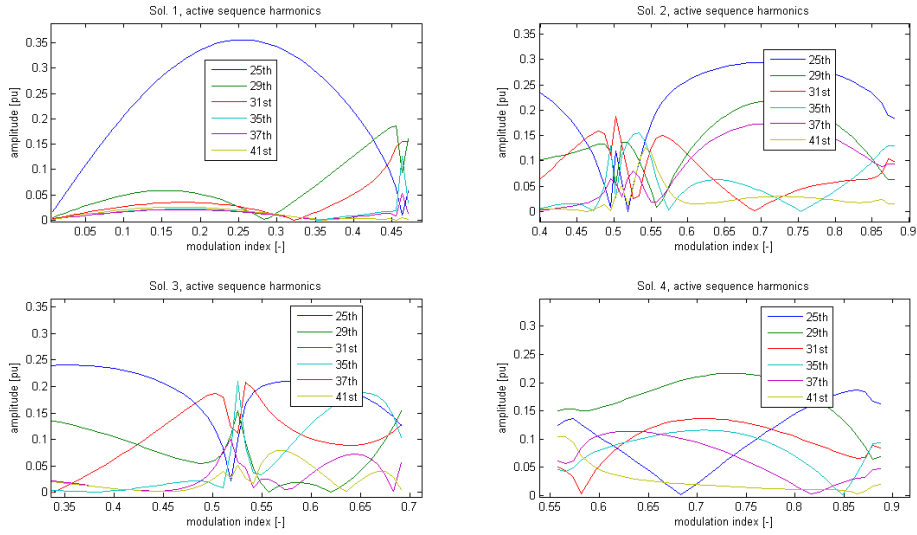 Sol. 1, active sequence harmonics
0.35
0.3
0.25
0.2
0.15
0.1
0.05
0
amplitude [pu]
25th
29th
31st
35th
37th
41st
0.05 0.1 0.15 0.2 0.25 0.3 0.35 0.4 0.45
modulation index [-]
Sol. 2, active sequence harmonics
0.35
0.3
0.25
0.2
0.15
0.1
0.05
0
amplitude [pu]
25th
29th
31st
35th
37th
41st
0.4 0.45 0.5 0.55 0.6 0.65 0.7 0.75 0.8 0.85 0.9
modulation index [-]
Sol. 3, active sequence harmonics
0.35
0.3
0.25
0.2
0.15
0.1
0.05
0
amplitude [pu]
25th
29th
31st
35th
37th
41st
0.35 0.4 0.45 0.5 0.55 0.6 0.65 0.7
modulation index [-]
Sol. 4, active sequence harmonics
0.3
0.2
0.15
0.1
0.05
0
amplitude [pu]
25th
29th
31st
35th
37th
41st
0.55 0.6 0.65 0.7 0.75 0.8 0.85 0.9
modulation index [-]